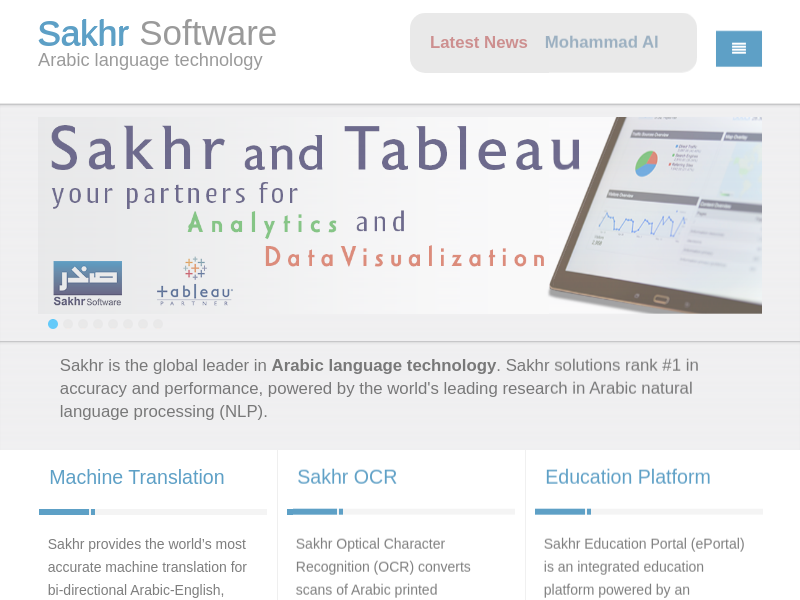 Sakhr Software
Arabic language technology
Latest News Mohammad Al
Sakhr and Tableau
your partners for
Analytics and
DataVisualization
صخر
Sakhr Software
+ableau
PARTNER
Sakhr is the global leader in Arabic language technology. Sakhr solutions rank #1 in
accuracy and performance, powered by the world's leading research in Arabic natural
language processing (NLP).
Machine Translation
Sakhr provides the world's most
accurate machine translation for
bi-directional Arabic-English,
Sakhr OCR
Sakhr Optical Character
Recognition (OCR) converts
scans of Arabic printed
Education Platform
Sakhr Education Portal (ePortal)
is an integrated education
platform powered by an